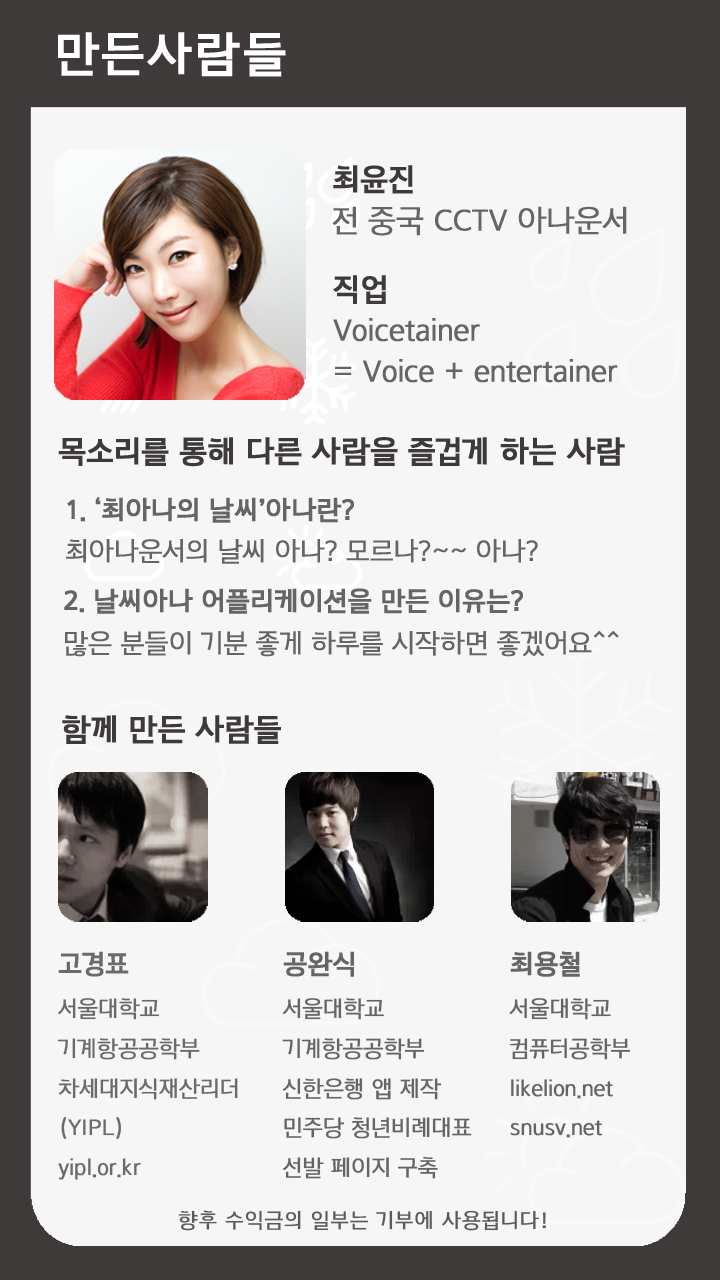 만든사람들
최윤진
전 중국 CCTV 아나운서
직업
Voicetainer
= Voice + entertainer
목소리를 통해 다른 사람을 즐겁게 하는 사람
1. ‘최아나의 날씨’아나란?
최아나운서의 날씨 아나? 모르나?~~ 아나?
2. 날씨아나 어플리케이션을 만든 이유는?
많은 분들이 기분 좋게 하루를 시작하면 좋겠어요^^
함께 만든 사람들
고경표
서울대학교
기계항공공학부
차세대지식재산리더
(YIPL)
yipl.or.kr
공완식
서울대학교
기계항공공학부
신한은행 앱 제작
민주당 청년비례대표
선발 페이지 구축
최용철
서울대학교
컴퓨터공학부
likelion.net
snusv.net
향후 수익금의 일부는 기부에 사용됩니다!